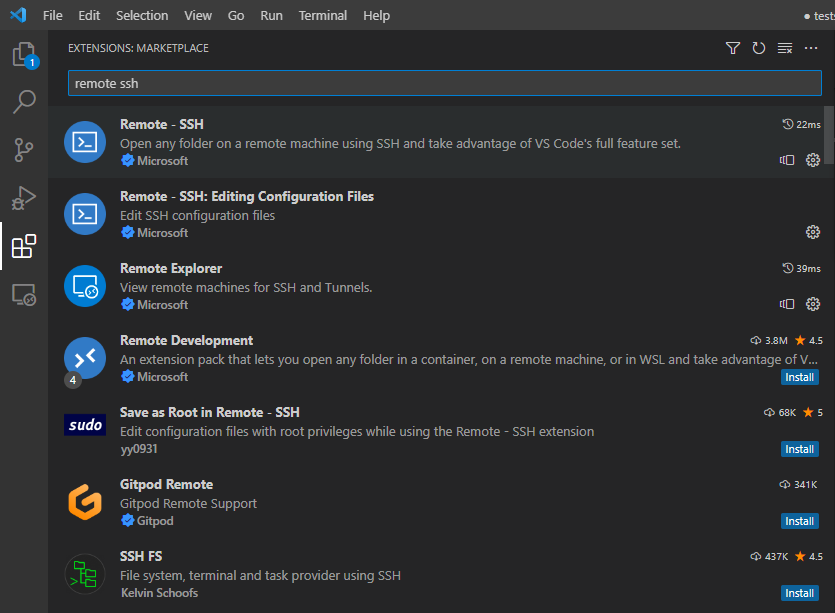 File Edit Selection View Go Run Terminal Help
EXTENSIONS: MARKETPLACE
1
remote ssh
Remote - SSH 22ms
Open any folder on a remote machine using SSH and take advantage of VS Code's full feature set.
Microsoft
Remote - SSH: Editing Configuration Files
Edit SSH configuration files
Microsoft
Remote Explorer 39ms
View remote machines for SSH and Tunnels.
Microsoft
Remote Development 3.8M 4.5
An extension pack that lets you open any folder in a container, on a remote machine, or in WSL and take advantage of V...
4 Microsoft Install
Save as Root in Remote - SSH 68K 5
sudo
Edit configuration files with root privileges while using the Remote - SSH extension
yy0931 Install
Gitpod Remote 341K
Gitpod Remote Support
Gitpod Install
SSH FS 437K 4.5
File system, terminal and task provider using SSH
Kelvin Schoofs Install